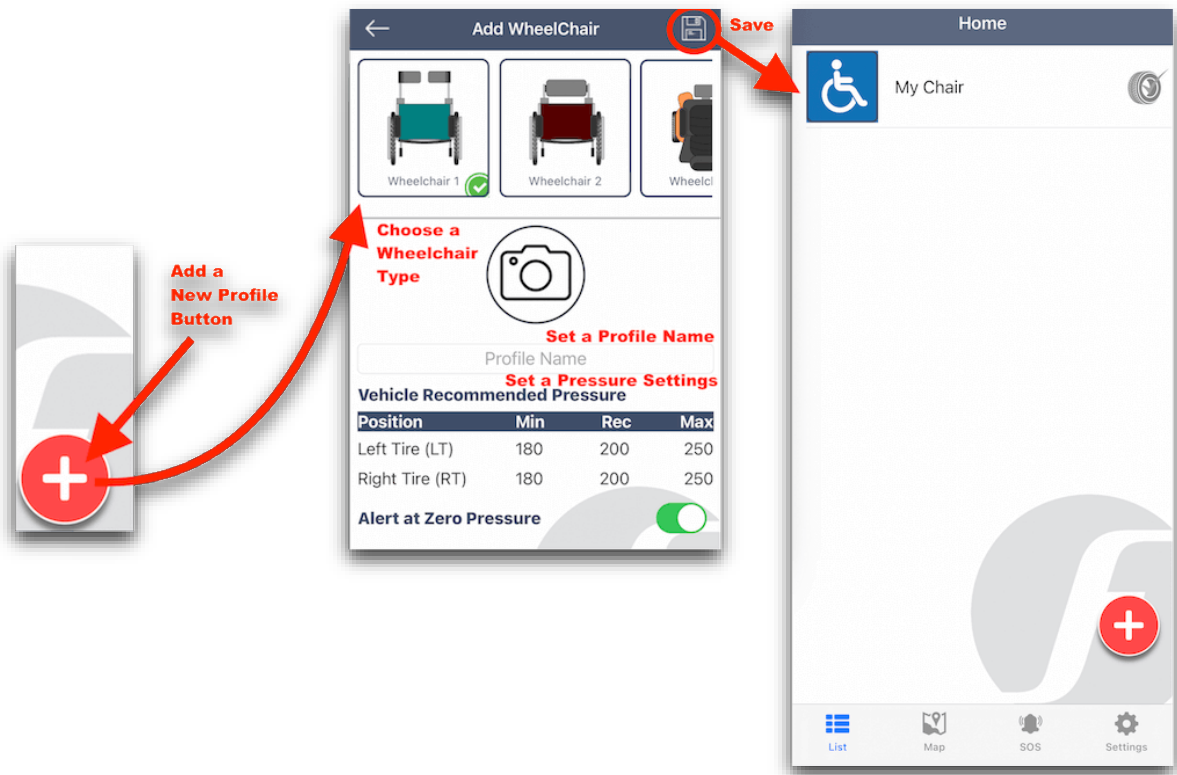 Add a
New Profile
Button
Add WheelChair
Save
Wheelchair 1
Wheelchair 2
Wheelcl
Choose a
Wheelchair
Type
Set a Profile Name
Profile Name
Set a Pressure Settings
Vehicle Recommended Pressure
Position Min Rec Max
Left Tire (LT) 180 200 250
Right Tire (RT) 180 200 250
Alert at Zero Pressure
Home
My Chair
List Map SOS Settings